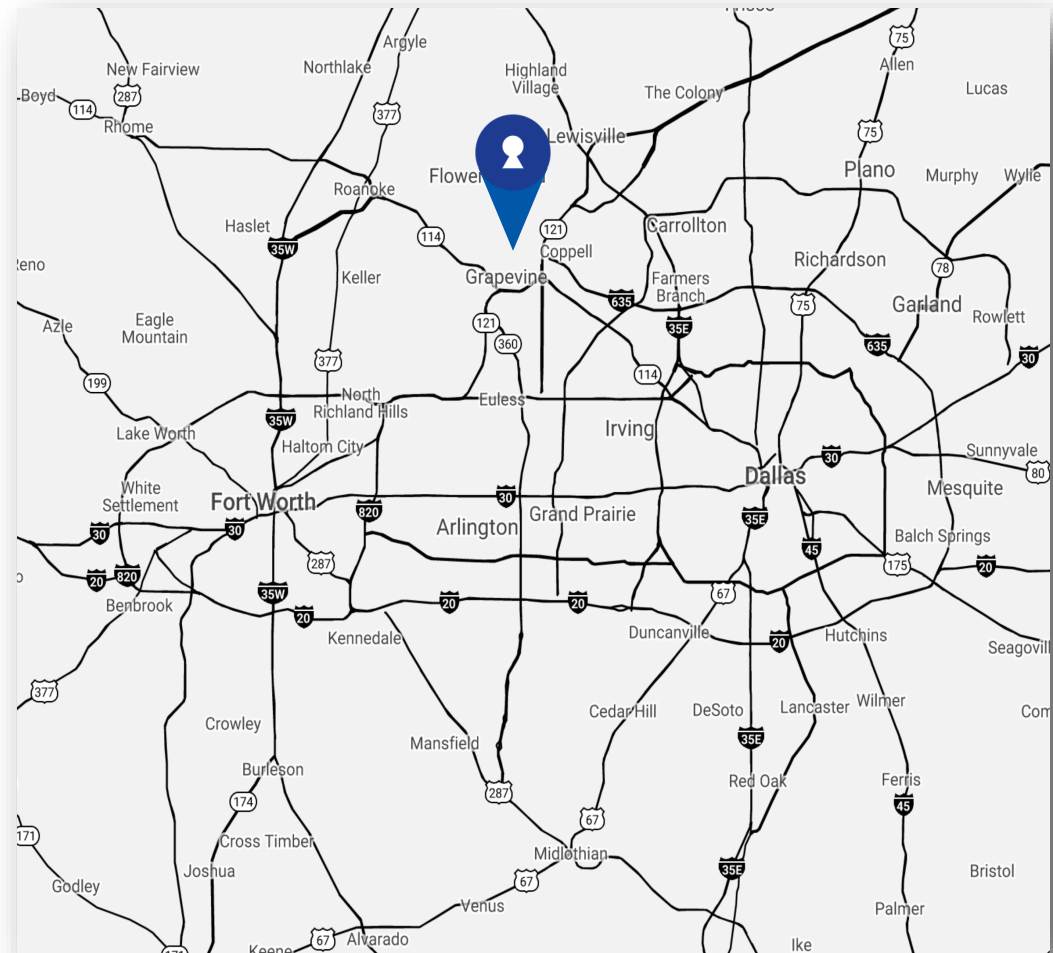 Argyle
75
New Fairview
Northlake
Highland
Village
Allen
Boyd
287
The Colony
Lucas
114
377
Rhome
Lewisville
75
Plano
Murphy
Wylie
Roanoke
Haslet
121
Carrollton
114
35W
Coppell
Richardson
Keller
Grapevine
Farmers
Branch
78
635
75
Garland
Rowlett
Azle
Eagle
Mountain
121
35E
360
635
377
30
199
114
North
Richland Hills
Euless
35W
Lake Worth
Haltom City
Irving
30
Sunnyvale
80
Dallas
White
Settlement
Fort Worth
30
Mesquite
820
Arlington
Grand Prairie
35E
30
30
Balch Springs
45
287
175
20
820
20
35W
67
Benbrook
20
20
20
Kennedale
Duncanville
20
Hutchins
377
Cedar Hill
DeSoto
Lancaster
Wilmer
Crowley
Mansfield
35E
Burleson
Red Oak
Ferris
174
287
45
67
171
Cross Timber
Midlothian
Joshua
35E
Godley
67
Bristol
Venus
Palmer
67
Alvarado
Ike